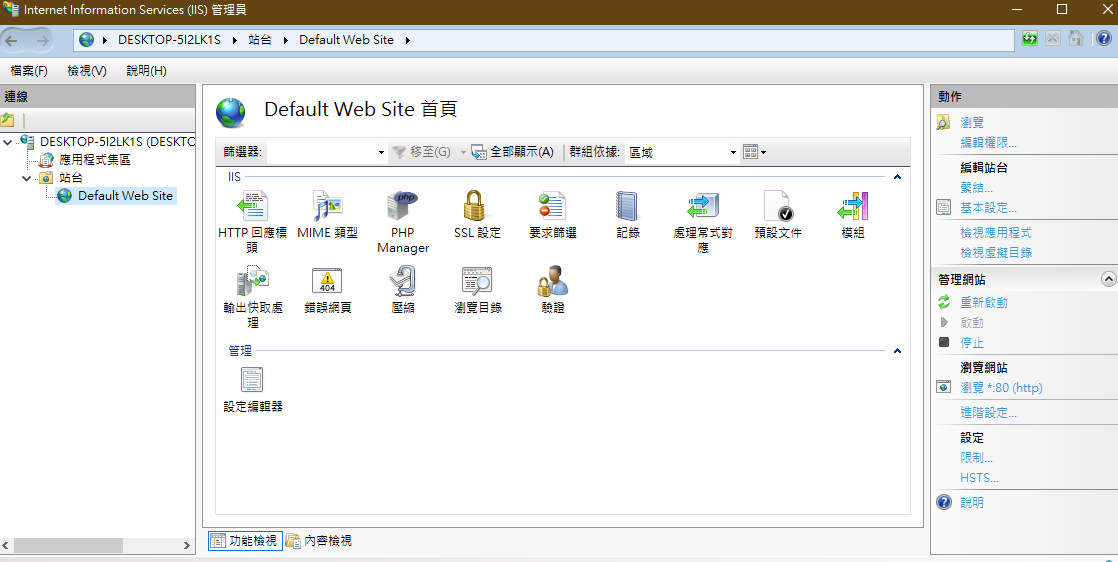 Internet Information Services (IIS) 管理員
DESKTOP-5I2LK1S
站台
Default Web Site
檔案(F)
檢視(V)
說明(H)
連線
DESKTOP-5I2LK1S (DESKTO
應用程式集區
站台
Default Web Site
Default Web Site 首頁
篩選器:
移至(G)
全部顯示(A)
群組依據:
區域
IIS
HTTP 回應標
頭
MIME 類型
php
PHP
Manager
SSL 設定
要求篩選
記錄
處理常式對
應
預設文件
模組
輸出快取處
理
404
錯誤網頁
壓縮
瀏覽目錄
驗證
管理
設定編輯器
功能檢視
內容檢視
動作
瀏覽
編輯權限...
編輯站台
繫結...
基本設定...
檢視應用程式
檢視虛擬目錄
管理網站
重新啟動
啟動
停止
瀏覽網站
瀏覽 *:80 (http)
進階設定...
設定
限制...
HSTS...
說明